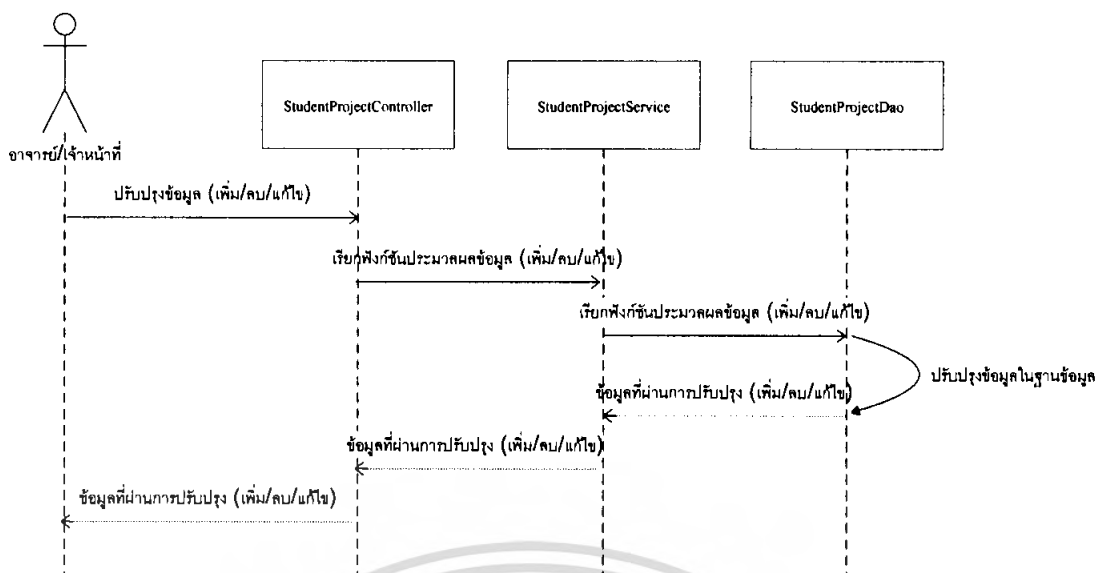 StudentProjectController
StudentProjectService
StudentProjectDao
อาจารย์/เจ้าหน้าที่
ปรับปรุงข้อมูล (เพิ่ม/ลบ/แก้ไข)
เรียกฟังก์ชันประมวลผลข้อมูล (เพิ่ม/ลบ/แก้ไข)
เรียกฟังก์ชันประมวลผลข้อมูล (เพิ่ม/ลบ/แก้ไข)
ปรับปรุงข้อมูลในฐานข้อมูล
ข้อมูลที่ผ่านการปรับปรุง (เพิ่ม/ลบ/แก้ไข)
ข้อมูลที่ผ่านการปรับปรุง (เพิ่ม/ลบ/แก้ไข)
ข้อมูลที่ผ่านการปรับปรุง (เพิ่ม/ลบ/แก้ไข)